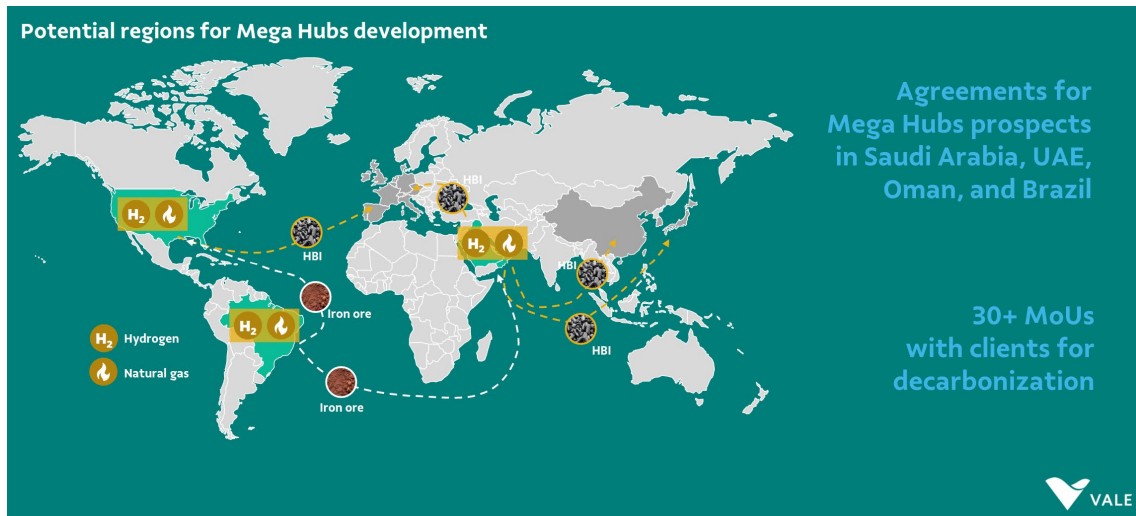 Potential regions for Mega Hubs development
Agreements for
Mega Hubs prospects
in Saudi Arabia, UAE,
Oman, and Brazil
HBI
H2
H2
HBI
HBI
Iron ore
H2
HBI
Iron ore
H2 Hydrogen
Natural gas
30+ MoUs
with clients for
decarbonization
VALE